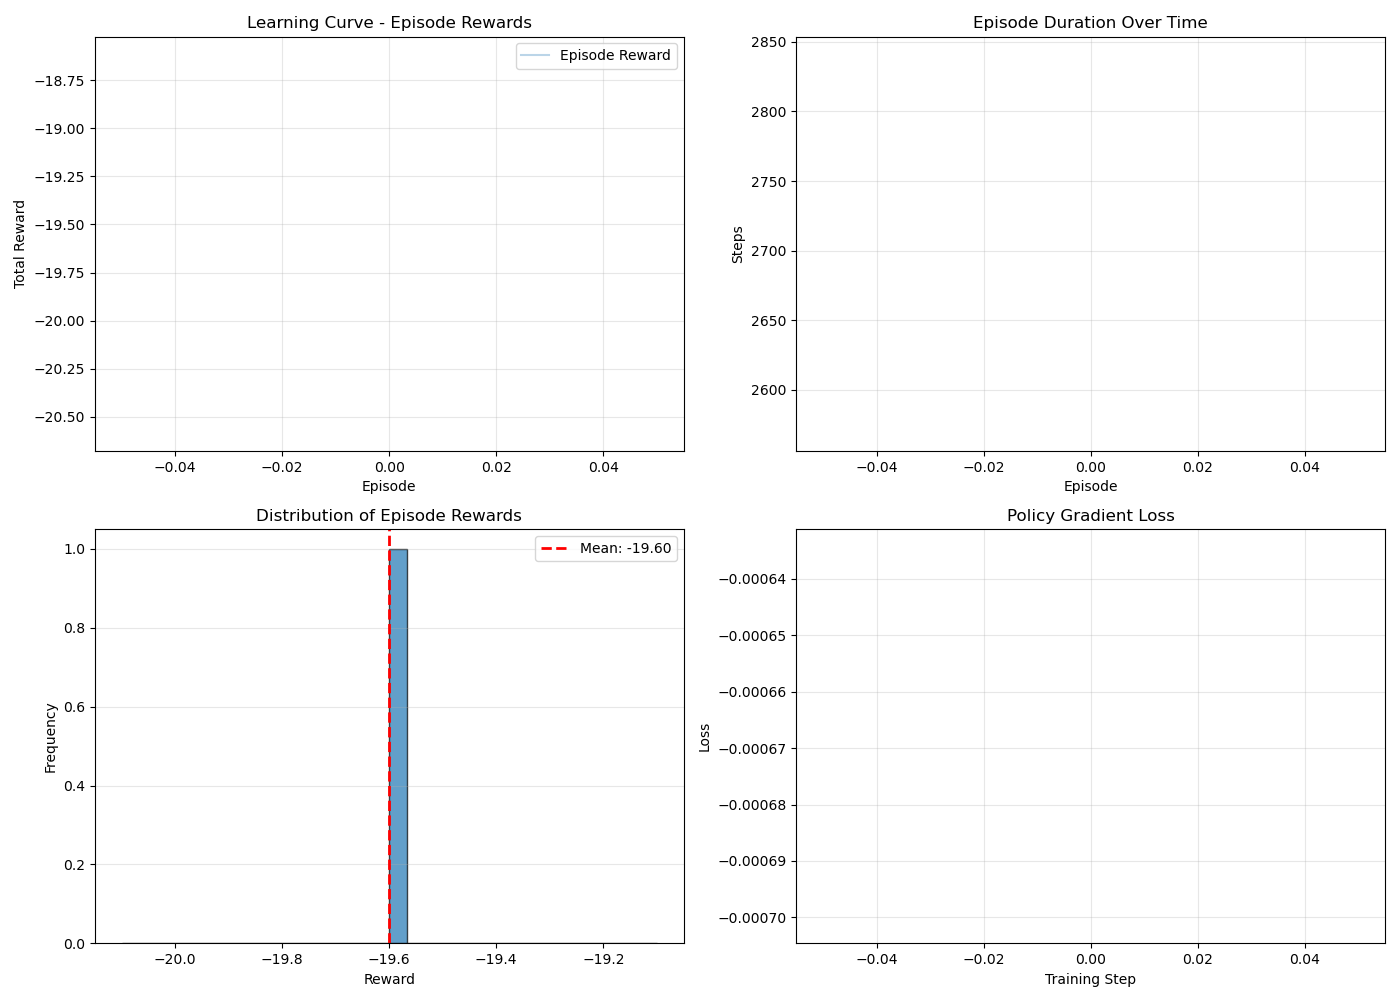 Learning Curve - Episode Rewards
Episode Reward
−18.75
−19.00
−19.25
−19.50
−19.75
−20.00
−20.25
−20.50
Total Reward
−0.04 −0.02 0.00 0.02 0.04
Episode
Episode Duration Over Time
2850
2800
2750
2700
2650
2600
Steps
−0.04 −0.02 0.00 0.02 0.04
Episode
Distribution of Episode Rewards
Mean: -19.60
1.0
0.8
0.6
0.4
0.2
0.0
Frequency
−20.0 −19.8 −19.6 −19.4 −19.2
Reward
Policy Gradient Loss
−0.00064
−0.00065
−0.00066
−0.00067
−0.00068
−0.00069
−0.00070
Loss
−0.04 −0.02 0.00 0.02 0.04
Training Step